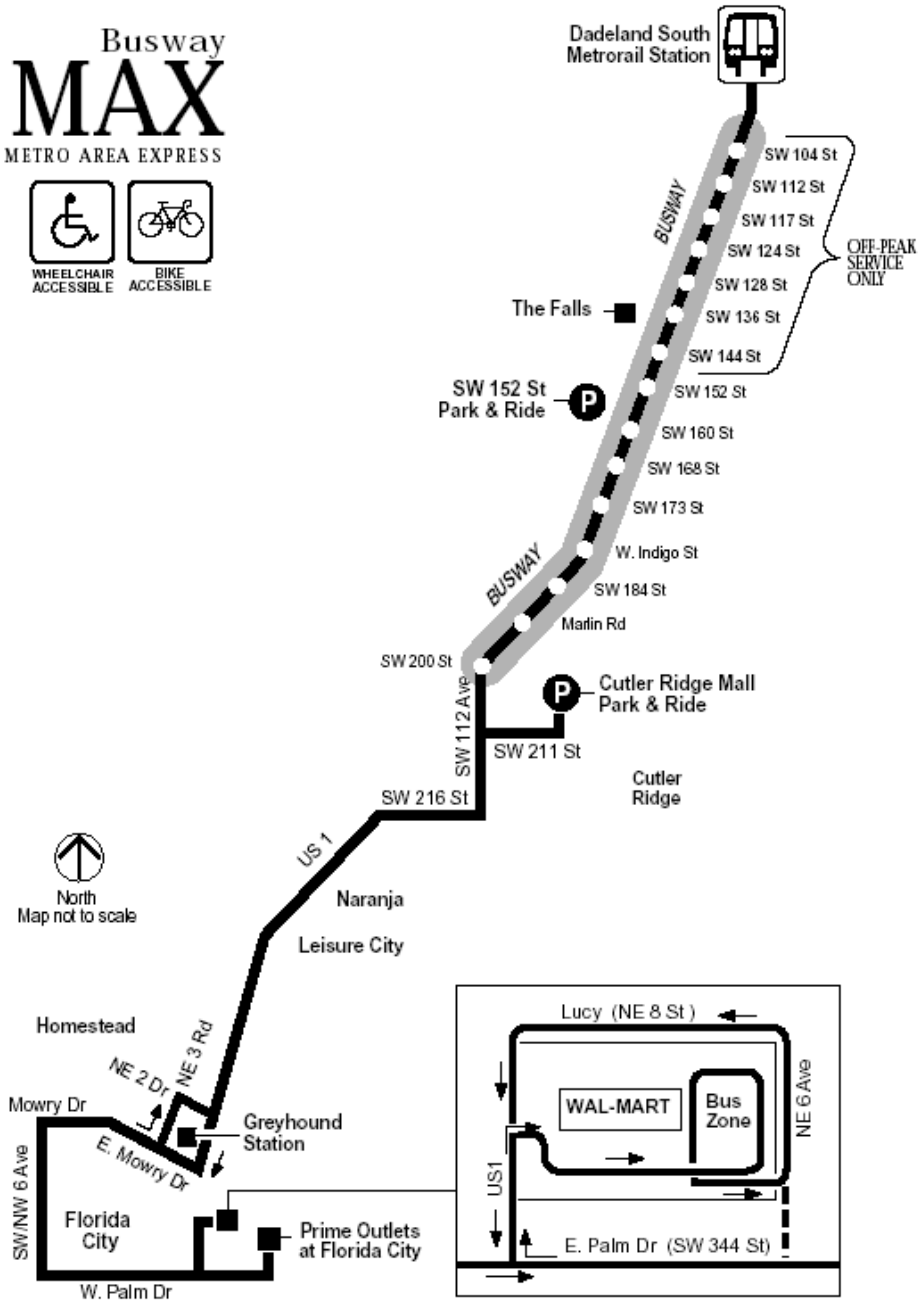 Busway
MAX
METRO AREA EXPRESS
WHEELCHAIR
ACCESSIBLE
BIKE
ACCESSIBLE
Dadeland South
Metrorail Station
SW 104 St
SW 112 St
SW 117 St
SW 124 St
SW 128 St
SW 136 St
SW 144 St
OFF-PEAK
SERVICE
ONLY
BUSWAY
The Falls
SW 152 St
Park & Ride
P
SW 152 St
SW 160 St
SW 168 St
SW 173 St
W. Indigo St
SW 184 St
Marlin Rd
BUSWAY
SW 200 St
SW 112 Ave
P
Cutler Ridge Mall
Park & Ride
SW 211 St
Cutler
Ridge
SW 216 St
US 1
North
Map not to scale
Naranja
Leisure City
Homestead
NE 3 Rd
NE 2 Dr
Mowry Dr
E. Mowry Dr
Greyhound
Station
SW/NW 6 Ave
Florida
City
Prime Outlets
at Florida City
W. Palm Dr
Lucy (NE 8 St )
WAL-MART
Bus
Zone
NE 6 Ave
US1
E. Palm Dr (SW 344 St)